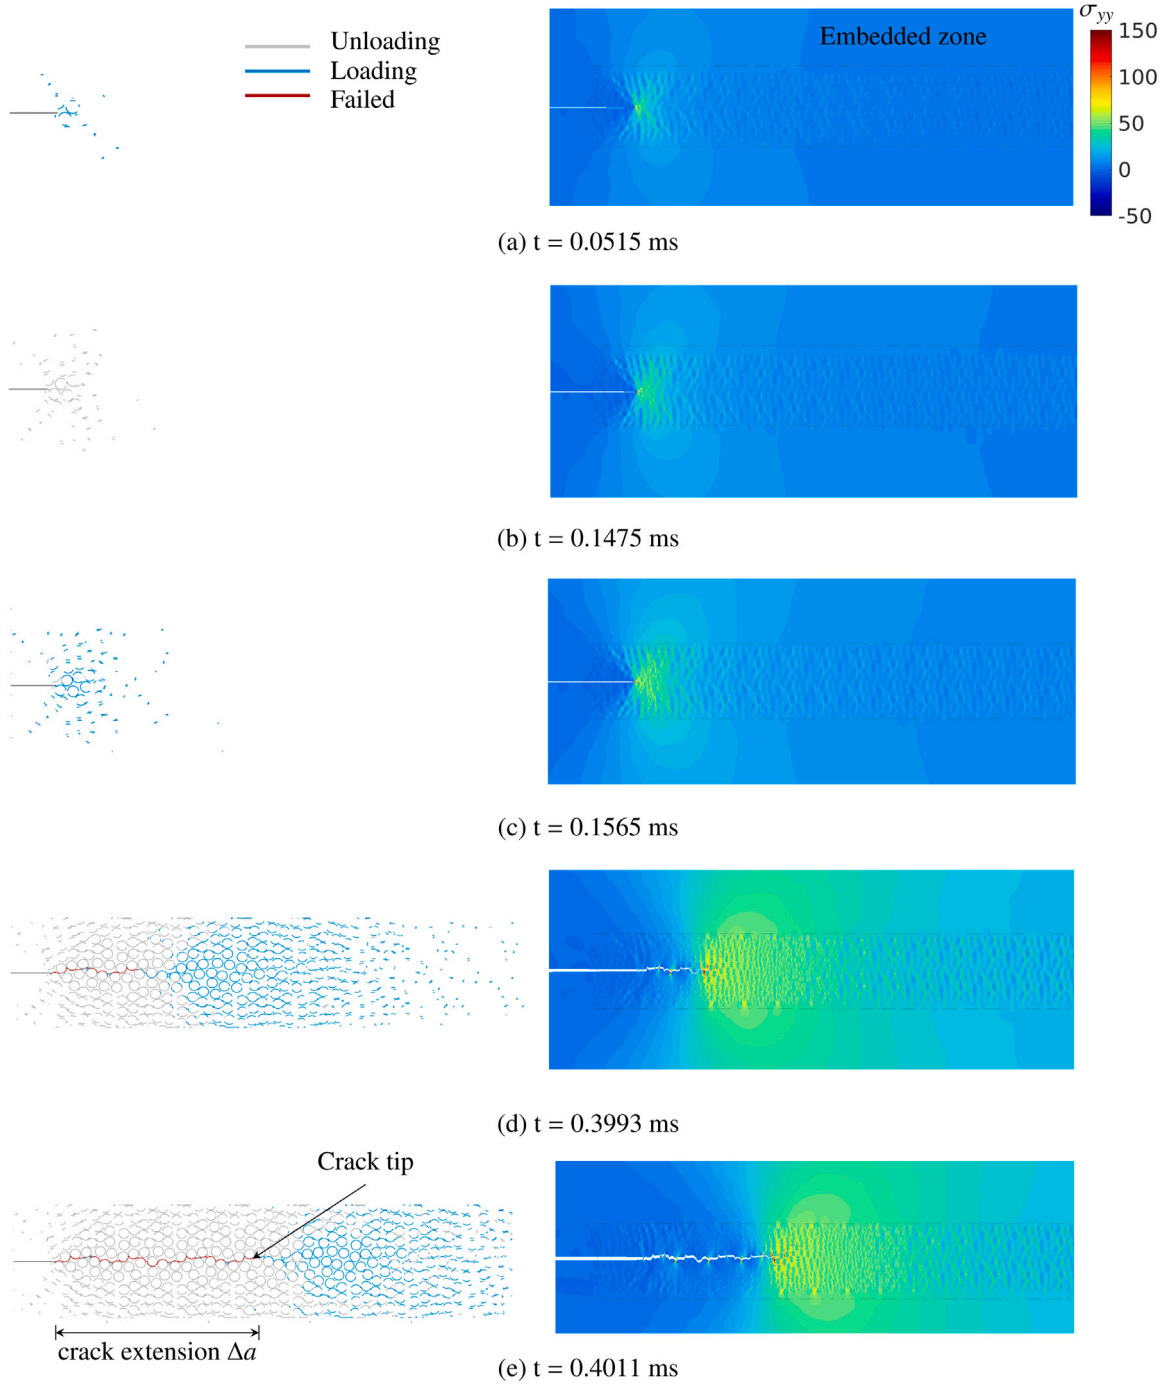 Unloading
Loading
Failed
Embedded zone
σyy
150
100
50
0
-50
(a) t = 0.0515 ms
(b) t = 0.1475 ms
(c) t = 0.1565 ms
(d) t = 0.3993 ms
Crack tip
crack extension Δa
(e) t = 0.4011 ms